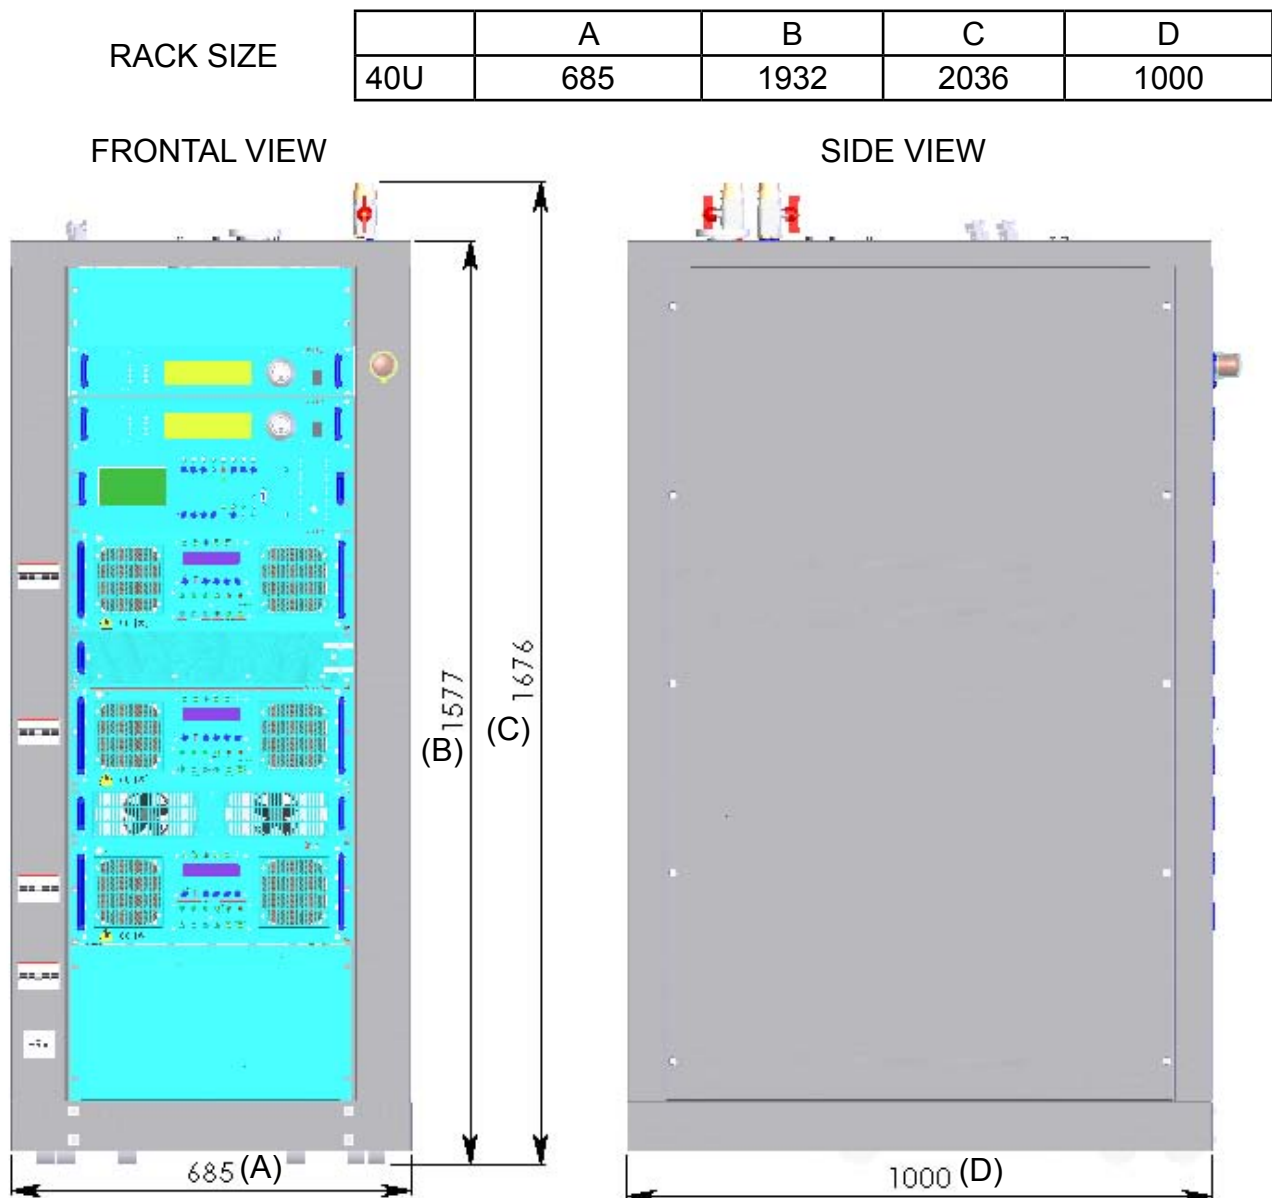 RACK SIZE
A B C D
40U 685 1932 2036 1000
FRONTAL VIEW SIDE VIEW
1577
(B)
1676
(C)
685 (A)
1000 (D)